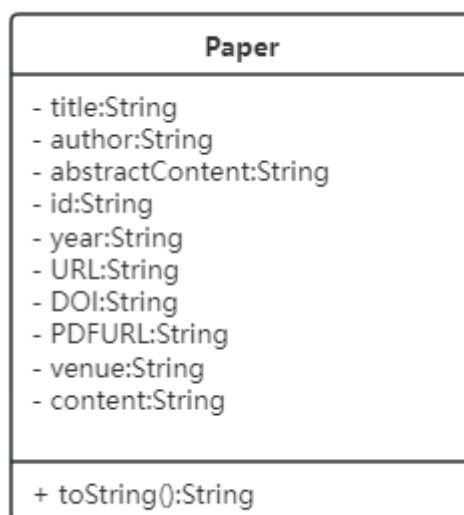 Paper
- title:String
- author:String
- abstractContent:String
- id:String
- year:String
- URL:String
- DOI:String
- PDFURL:String
- venue:String
- content:String
+ toString():String